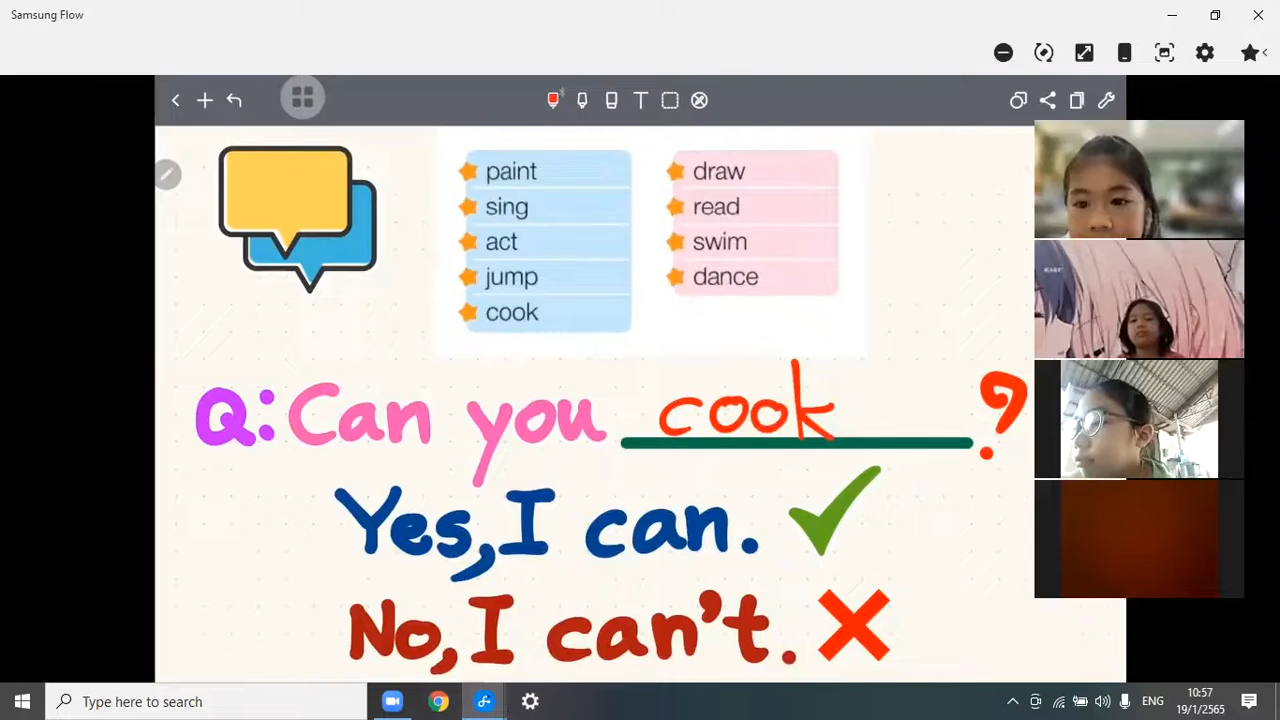 Samsung Flow
paint
sing
act
jump
cook
draw
read
swim
dance
Q: Can you cook ?
Yes, I can.
No, I can't.
Type here to search
ENG
10:57
19/1/2565